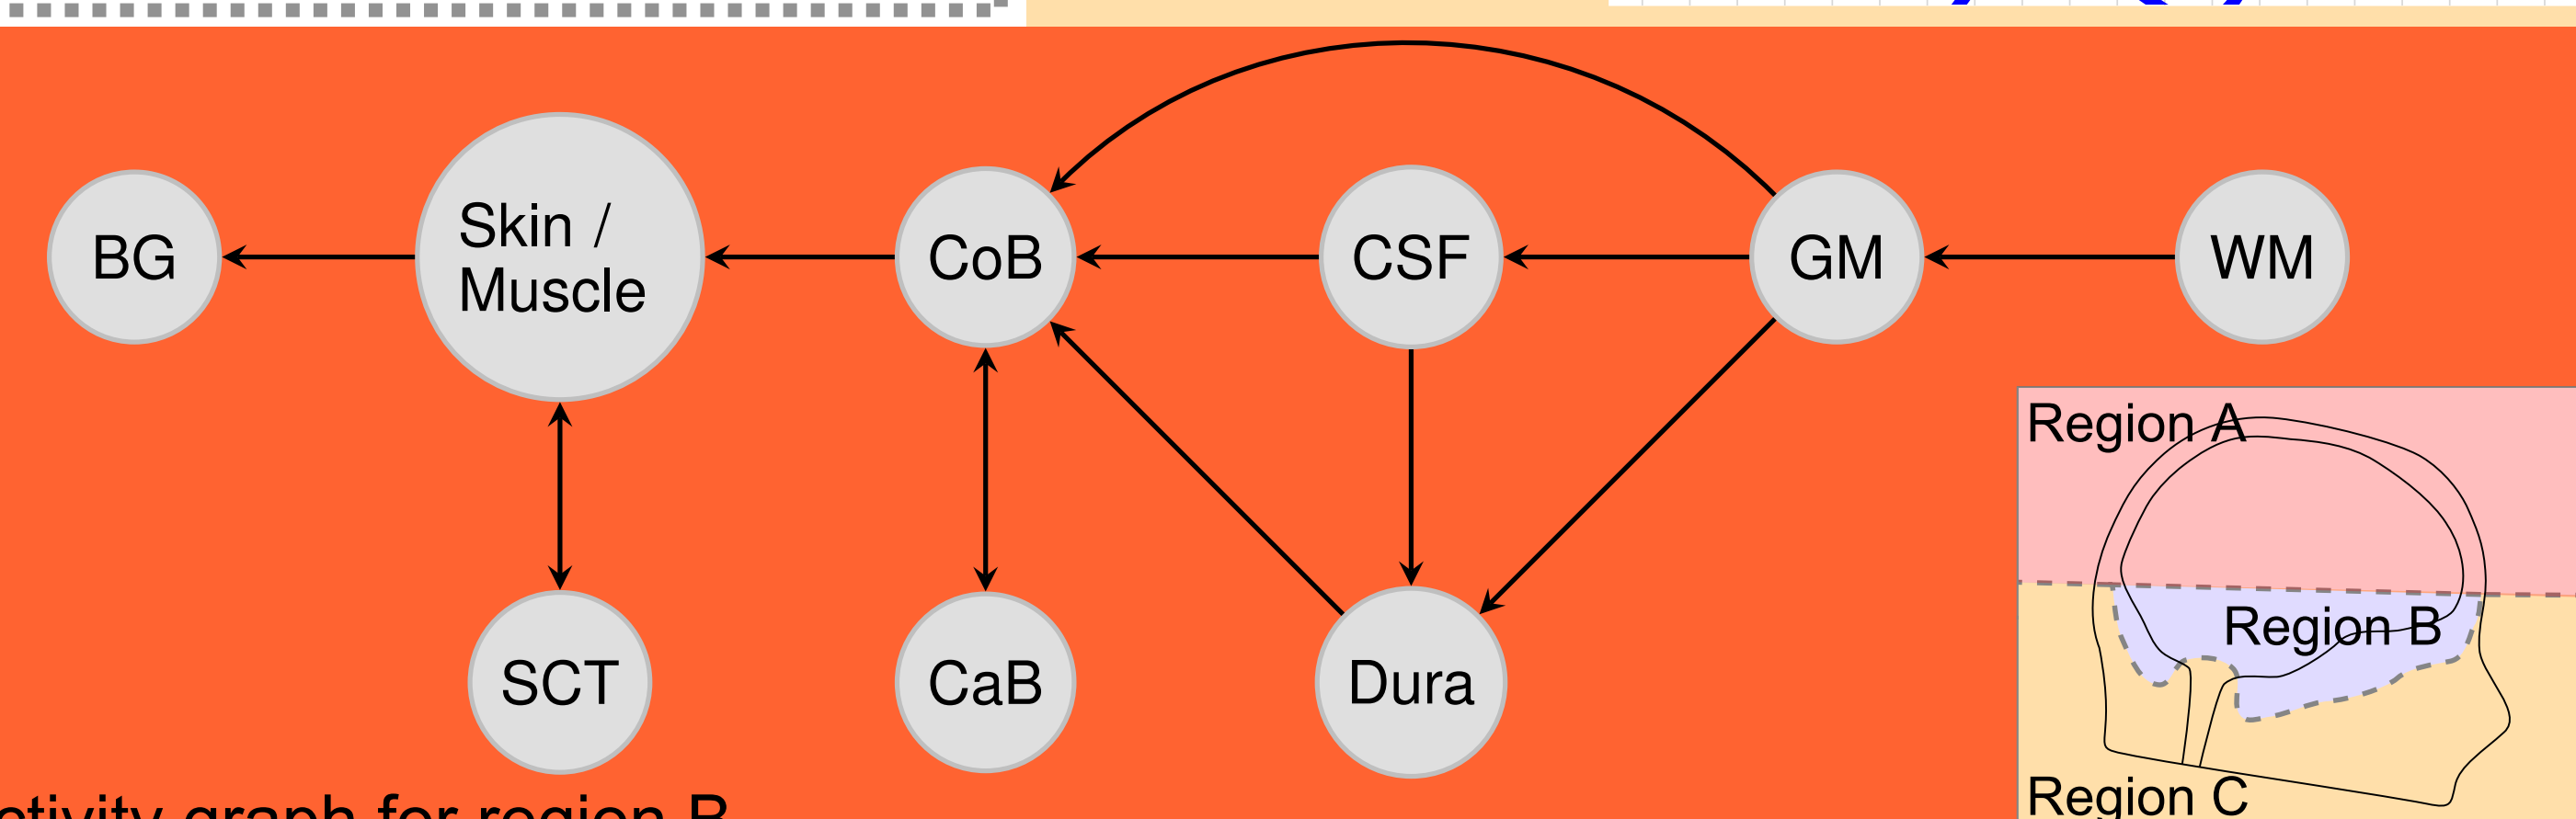 BG
Skin /
Muscle
CoB
CSF
GM
WM
SCT
CaB
Dura
Region A
Region B
Region C
graph for region B